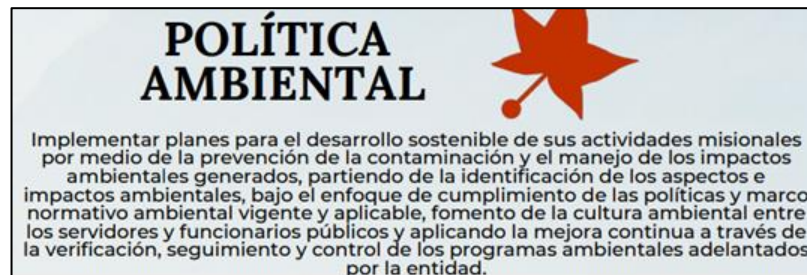 POLÍTICA
AMBIENTAL
Implementar planes para el desarrollo sostenible de sus actividades misionales
por medio de la prevención de la contaminación y el manejo de los impactos
ambientales generados, partiendo de la identificación de los aspectos e
impactos ambientales, bajo el enfoque de cumplimiento de las políticas y marco
normativo ambiental vigente y aplicable, fomento de la cultura ambiental entre
los servidores y funcionarios públicos y aplicando la mejora continua a través de
la verificación, seguimiento y control de los programas ambientales adelantados
por la entidad.